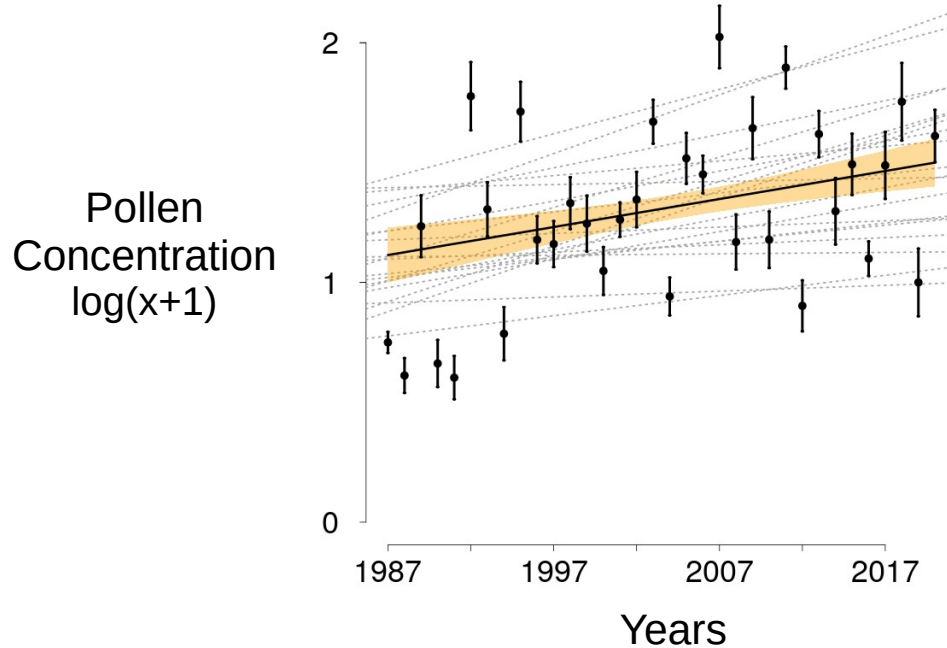 Pollen
Concentration
log(x+1)
2
1
0
1987 1997 2007 2017
Years